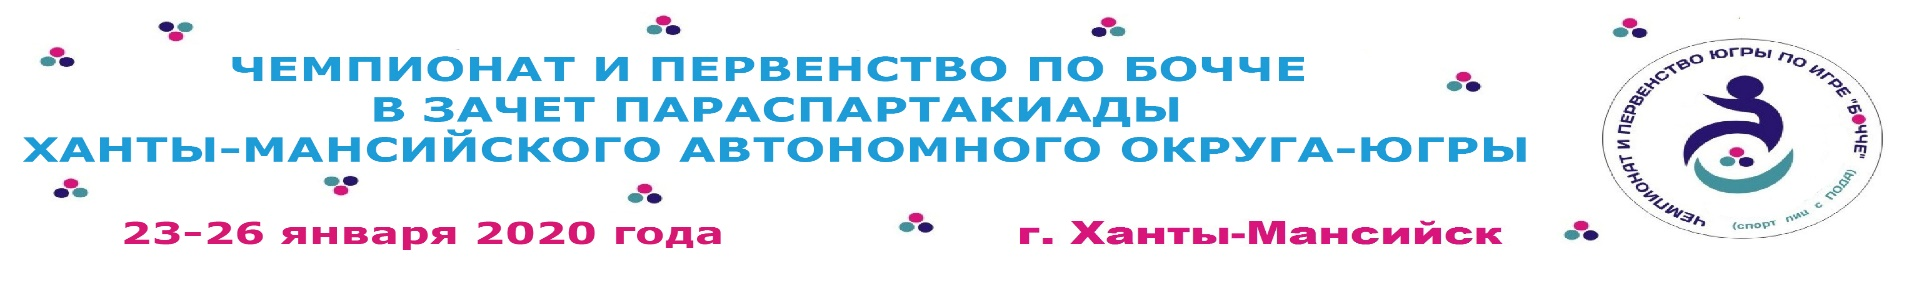 ЧЕМПИОНАТ И ПЕРВЕНСТВО ПО БОЧЧЕ
В ЗАЧЕТ ПАРАСПАРТАКИАДЫ
ХАНТЫ-МАНСИЙСКОГО АВТОНОМНОГО ОКРУГА-ЮГРЫ
23-26 января 2020 года
г. Ханты-Мансийск
ЧЕМПИОНАТ И ПЕРВЕНСТВО ЮГРЫ ПО ИГРЕ "БОЧЧЕ"
(спорт лиц с ПОДА)